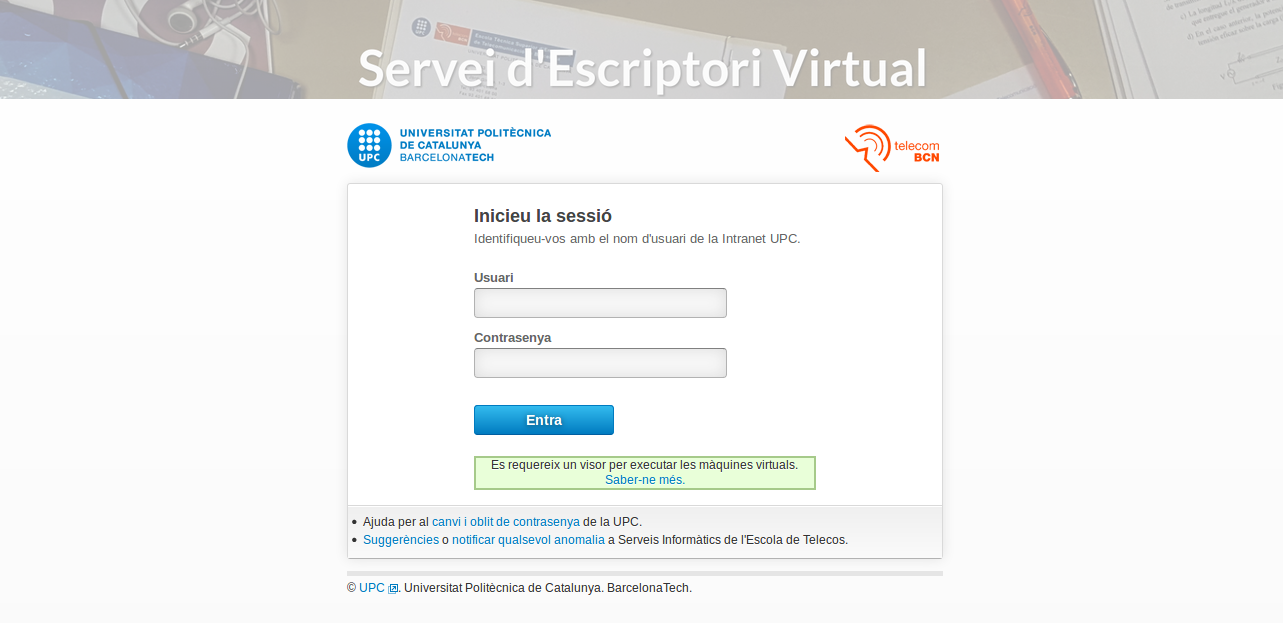 Servei d'Escriptori Virtual
UNIVERSITAT POLITÈCNICA
DE CATALUNYA
BARCELONATECH
UPC
telecom
BCN
Inicieu la sessió
Identifiqueu-vos amb el nom d'usuari de la Intranet UPC.
Usuari
Contrasenya
Entra
Es requereix un visor per executar les màquines virtuals.
Saber-ne més.
Ajuda per al canvi i oblit de contrasenya de la UPC.
Suggerències o notificar qualsevol anomalia a Serveis Informàtics de l'Escola de Telecos.
© UPC. Universitat Politècnica de Catalunya. BarcelonaTech.